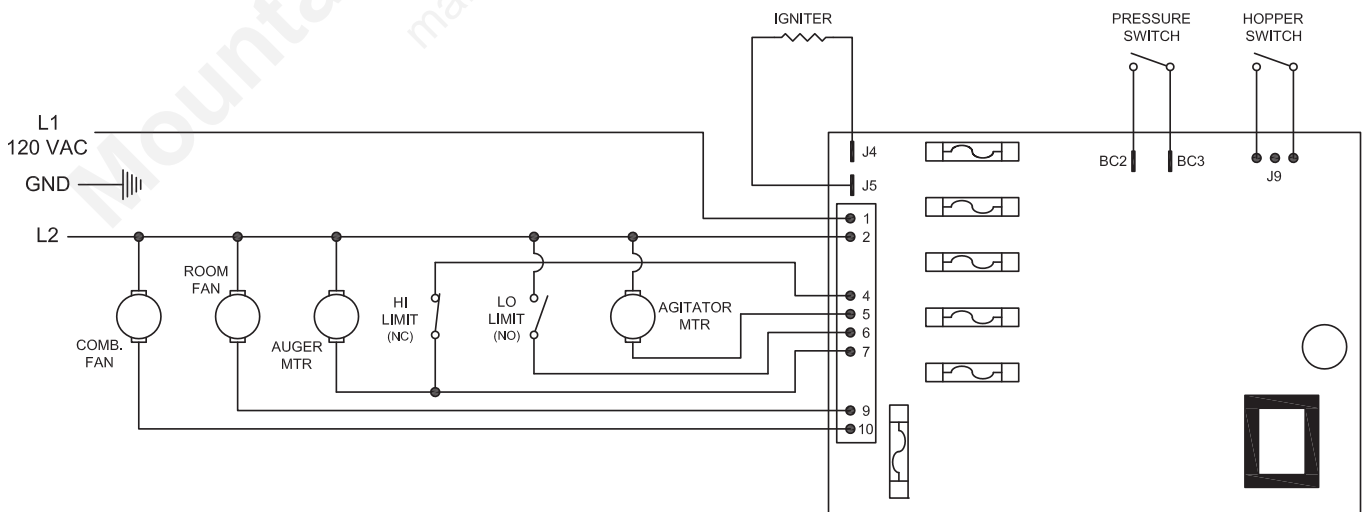 IGNITER
PRESSURE
SWITCH
HOPPER
SWITCH
L1
120 VAC
GND
L2
J4
J5
BC2
BC3
J9
1
2
4
5
6
7
9
10
ROOM
FAN
COMB.
FAN
AUGER
MTR
HI
LIMIT
(NC)
LO
LIMIT
(NO)
AGITATOR
MTR